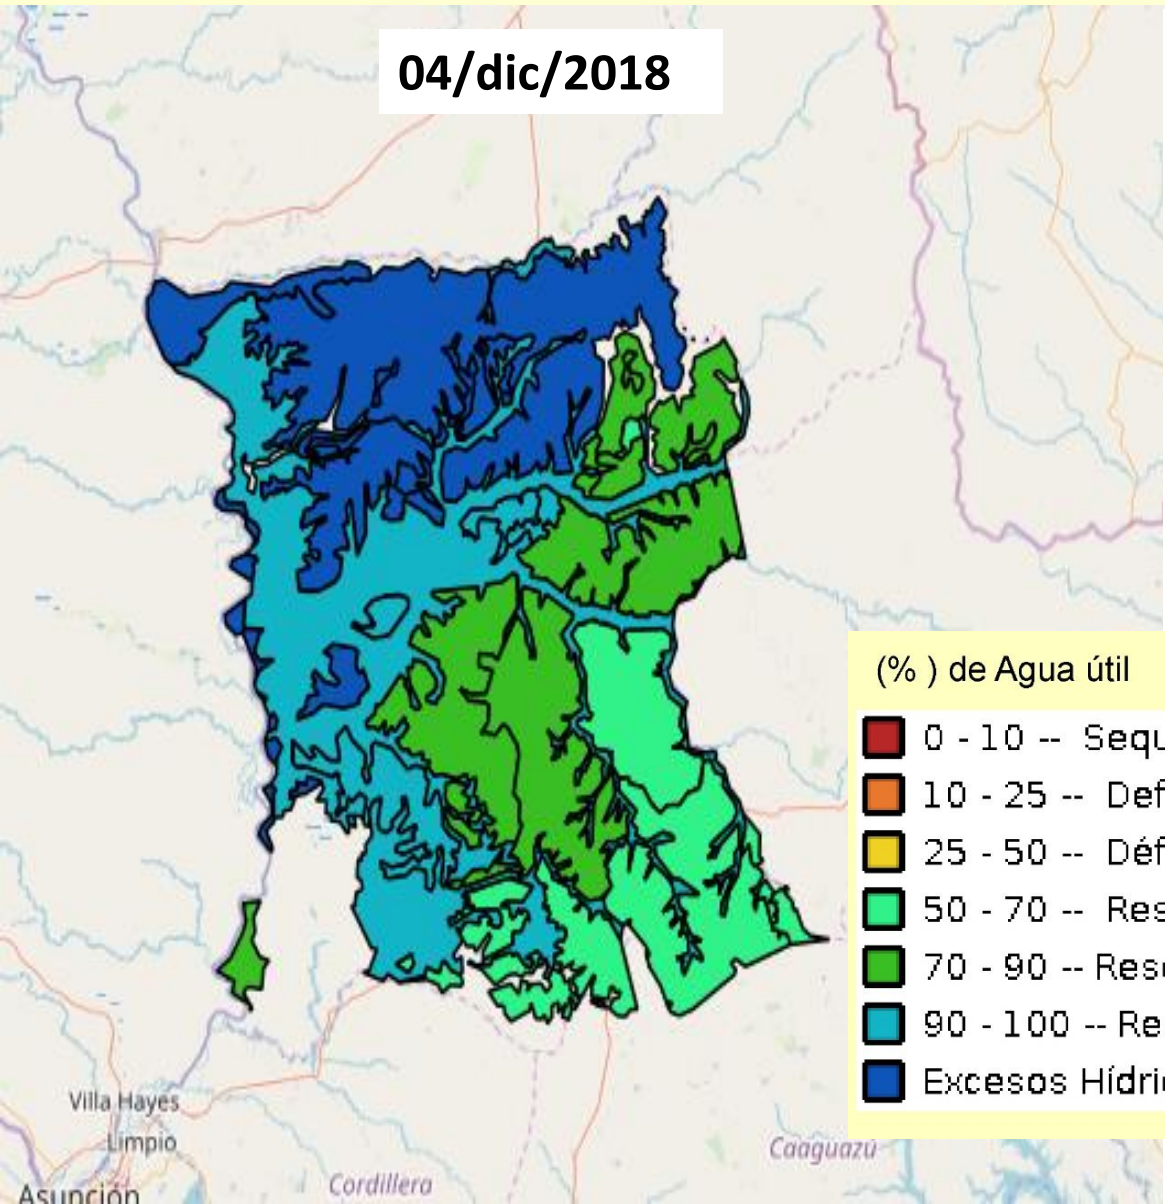 04/dic/2018
(% ) de Agua útil
0 - 10 -- Sequ
10 - 25 -- Def
25 - 50 -- Déf
50 - 70 -- Res
70 - 90 -- Rese
90 - 100 -- Re
Excesos Hídri
Villa Hayes
Limpio
Caaguazú
Cordillera
Asunción